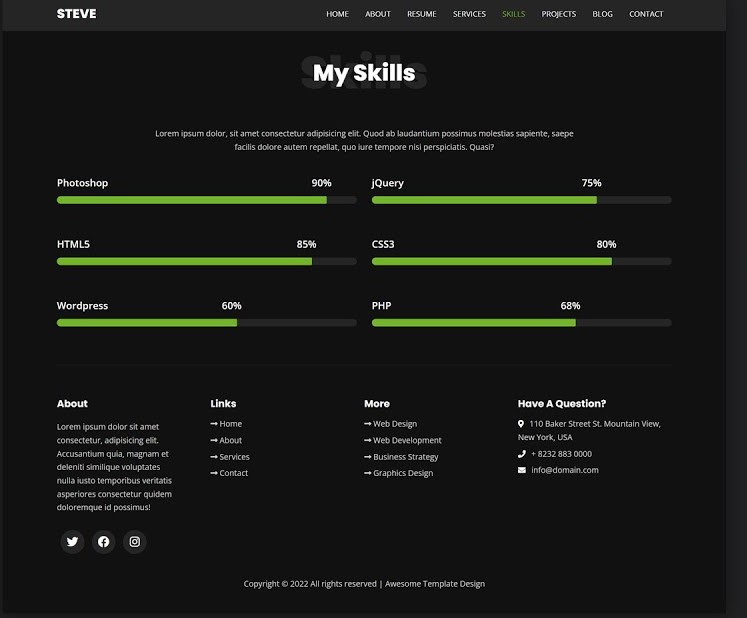 STEVE
HOME ABOUT RESUME SERVICES SKILLS PROJECTS BLOG CONTACT
Skills
My Skills
Lorem ipsum dolor, sit amet consectetur adipisicing elit. Quod ab laudantium possimus molestias sapiente, saepe
facilis dolore autem repellat, quo iure tempore nisi perspiciatis. Quasi?
Photoshop 90%
jQuery 75%
HTML5 85%
CSS3 80%
Wordpress 60%
PHP 68%
About
Lorem ipsum dolor sit amet
consectetur, adipisicing elit.
Accusantium quia, magnam et
deleniti similique voluptates
nulla iusto temporibus veritatis
asperiores consectetur quidem
doloremque id possimus!
Links
Home
About
Services
Contact
More
Web Design
Web Development
Business Strategy
Graphics Design
Have A Question?
110 Baker Street St. Mountain View,
New York, USA
+ 8232 883 0000
info@domain.com
Copyright © 2022 All rights reserved | Awesome Template Design